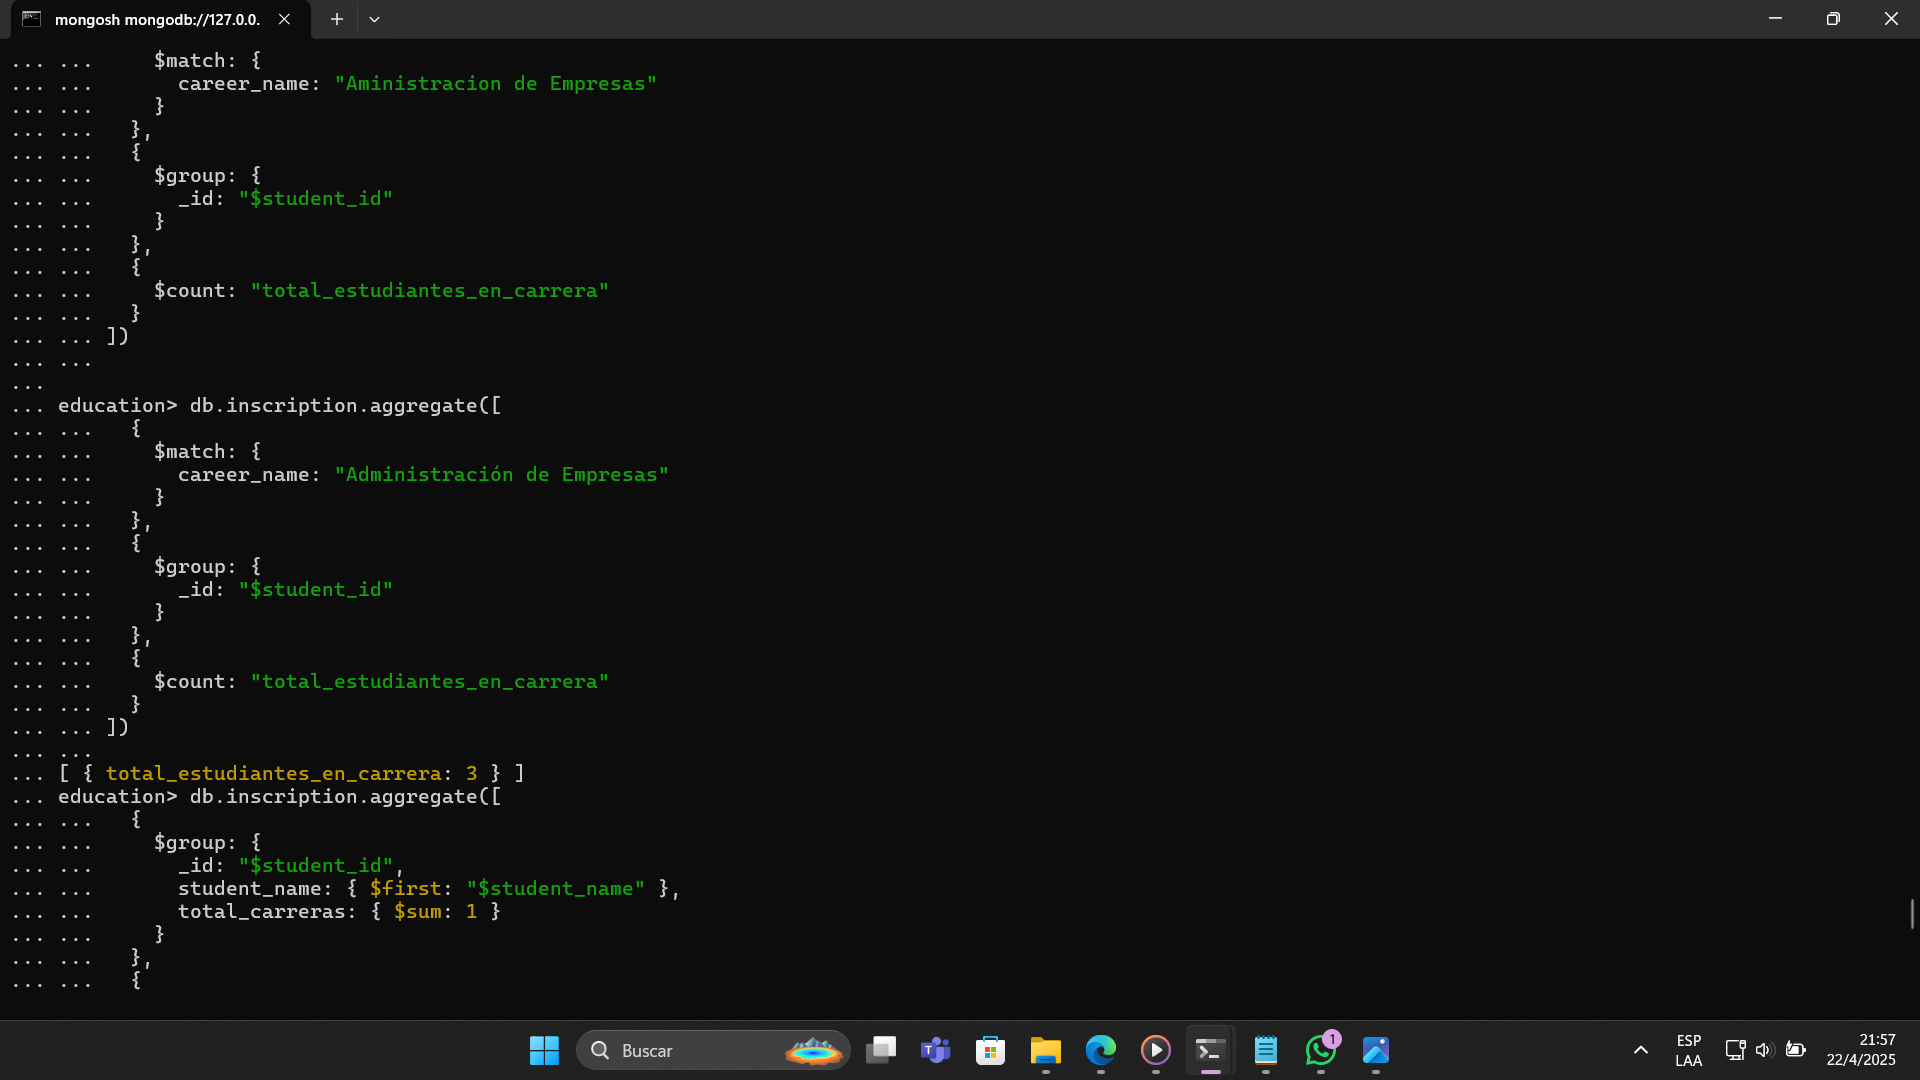 mongosh mongodb://127.0.0.
... ...     $match: {
... ...       career_name: "Aministracion de Empresas"
... ...     }
... ...   },
... ...   {
... ...     $group: {
... ...       _id: "$student_id"
... ...     }
... ...   },
... ...   {
... ...     $count: "total_estudiantes_en_carrera"
... ...   }
... ... ])
... ...
...
... education> db.inscription.aggregate([
... ...   {
... ...     $match: {
... ...       career_name: "Administración de Empresas"
... ...     }
... ...   },
... ...   {
... ...     $group: {
... ...       _id: "$student_id"
... ...     }
... ...   },
... ...   {
... ...     $count: "total_estudiantes_en_carrera"
... ...   }
... ... ])
... ...
... [ { total_estudiantes_en_carrera: 3 } ]
... education> db.inscription.aggregate([
... ...   {
... ...     $group: {
... ...       _id: "$student_id",
... ...       student_name: { $first: "$student_name" },
... ...       total_carreras: { $sum: 1 }
... ...     }
... ...   },
... ...   {
Buscar
1
ESP
LAA
21:57
22/4/2025